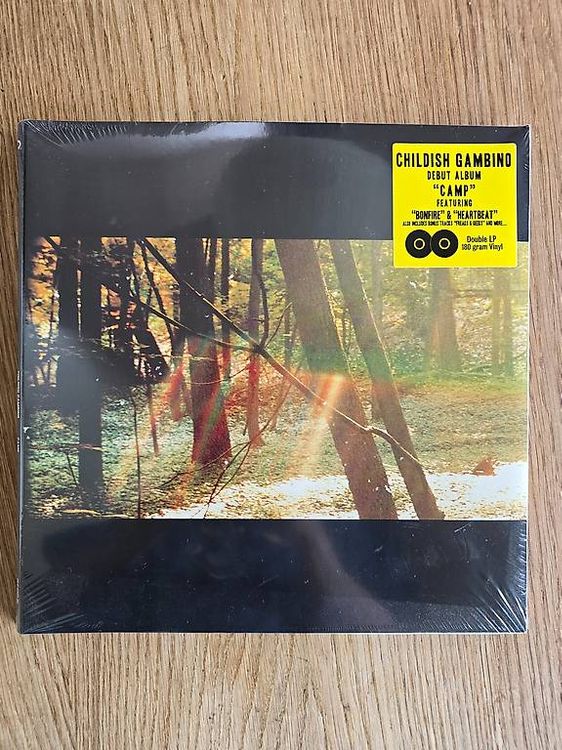 CHILDISH GAMBINO
DEBUT ALBUM
"CAMP"
FEATURING
"BONFIRE" & "HEARTBEAT"
ALSO INCLUDES BONUS TRACKS "FREAKS & GEEKS" AND MORE...
Double LP
180 gram Vinyl